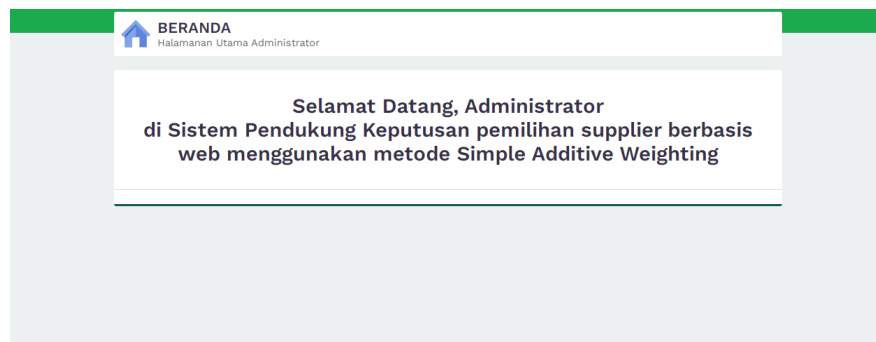 BERANDA
Halamanan Utama Administrator
Selamat Datang, Administrator
di Sistem Pendukung Keputusan pemilihan supplier berbasis
web menggunakan metode Simple Additive Weighting